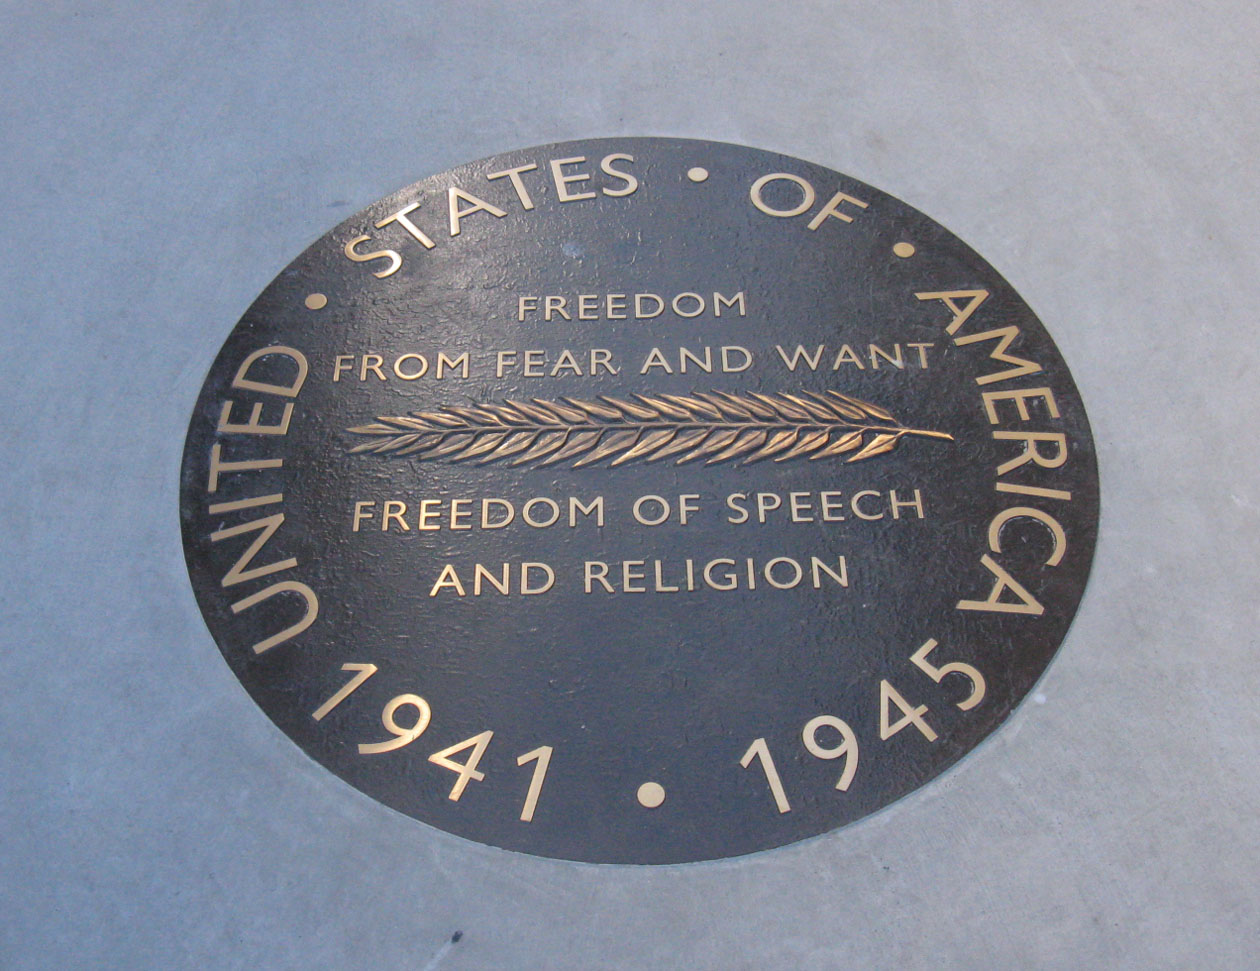 UNITED • STATES • OF • AMERICA
FREEDOM
FROM FEAR AND WANT
FREEDOM OF SPEECH
AND RELIGION
1941 • 1945